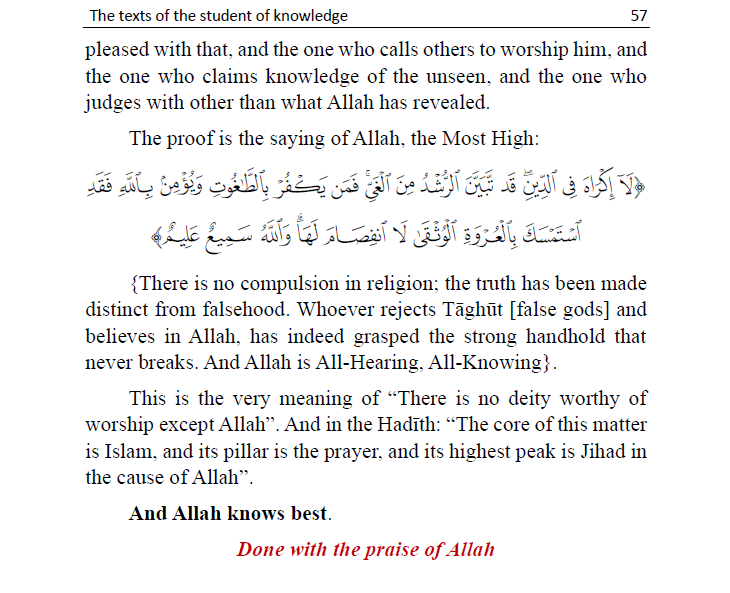 The texts of the student of knowledge 57
pleased with that, and the one who calls others to worship him, and
the one who claims knowledge of the unseen, and the one who
judges with other than what Allah has revealed.
The proof is the saying of Allah, the Most High:
﴿لَآ إِكۡرَاهَ فِي ٱلدِّينِۖ قَد تَّبَيَّنَ ٱلرُّشۡدُ مِنَ ٱلۡغَيِّۚ فَمَن يَكۡفُرۡ بِٱلطَّٰغُوتِ وَيُؤۡمِنۢ بِٱللَّهِ فَقَدِ
ٱسۡتَمۡسَكَ بِٱلۡعُرۡوَةِ ٱلۡوُثۡقَىٰ لَا ٱنفِصَامَ لَهَاۗ وَٱللَّهُ سَمِيعٌ عَلِيمٌ﴾
{There is no compulsion in religion; the truth has been made
distinct from falsehood. Whoever rejects Tāghūt [false gods] and
believes in Allah, has indeed grasped the strong handhold that
never breaks. And Allah is All-Hearing, All-Knowing}.
This is the very meaning of “There is no deity worthy of
worship except Allah”. And in the Hadīth: “The core of this matter
is Islam, and its pillar is the prayer, and its highest peak is Jihad in
the cause of Allah”.
And Allah knows best.
Done with the praise of Allah